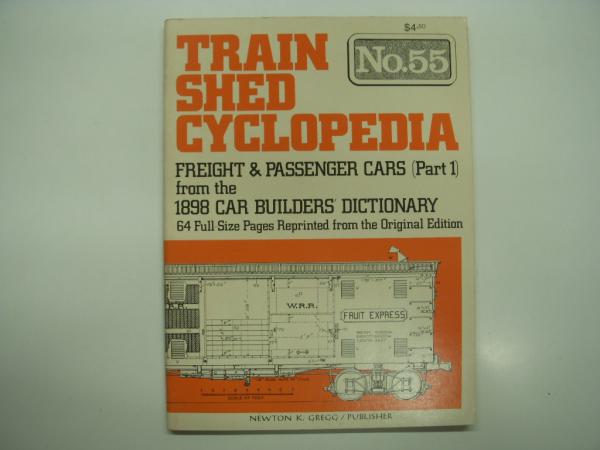 $4.50
TRAIN
SHED
CYCLOPEDIA
No.55
FREIGHT & PASSENGER CARS (Part 1)
from the
1898 CAR BUILDERS' DICTIONARY
64 Full Size Pages Reprinted from the Original Edition
W.R.R.
FRUIT EXPRESS
NEWTON K. GREGG / PUBLISHER